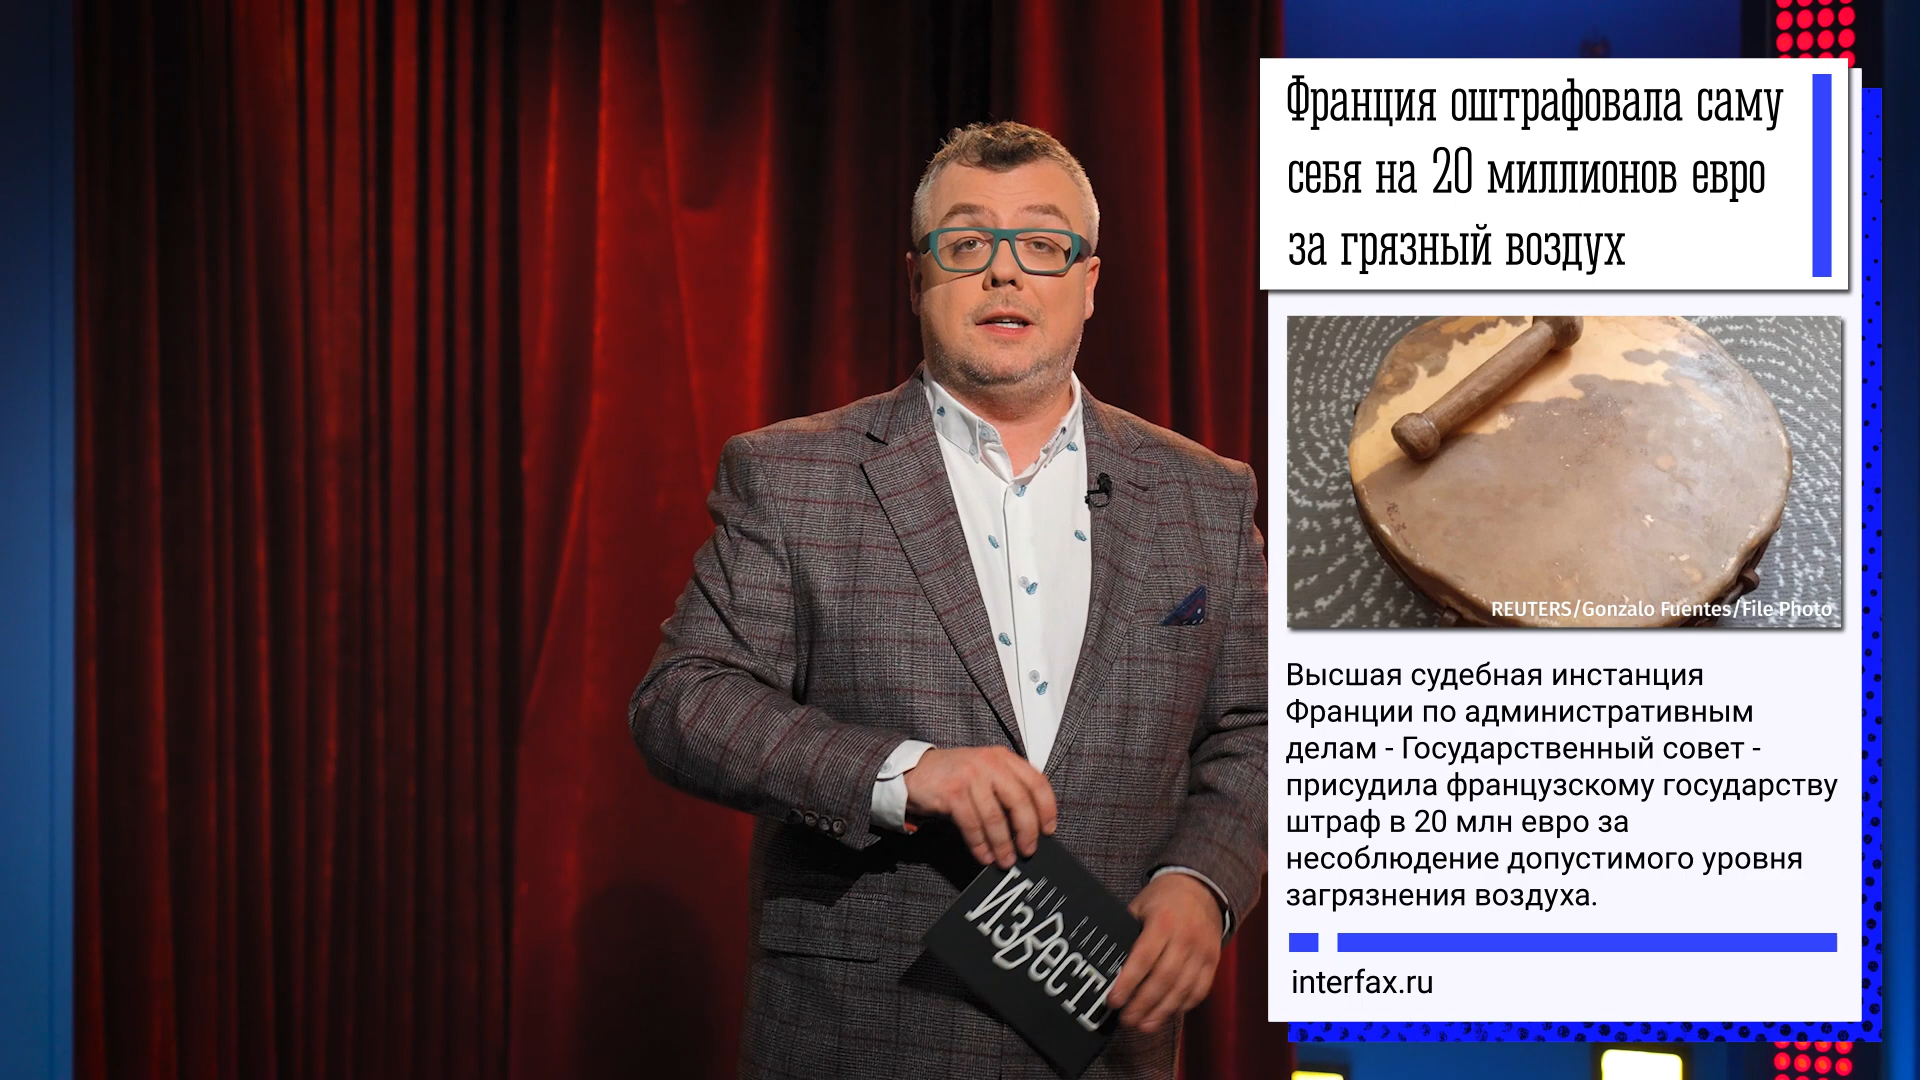 Франция оштрафовала саму
себя на 20 миллионов евро
за грязный воздух
REUTERS/Gonzalo Fuentes/File Photo
Высшая судебная инстанция
Франции по административным
делам - Государственный совет -
присудила французскому государству
штраф в 20 млн евро за
несоблюдение допустимого уровня
загрязнения воздуха.
interfax.ru
ИзВесть